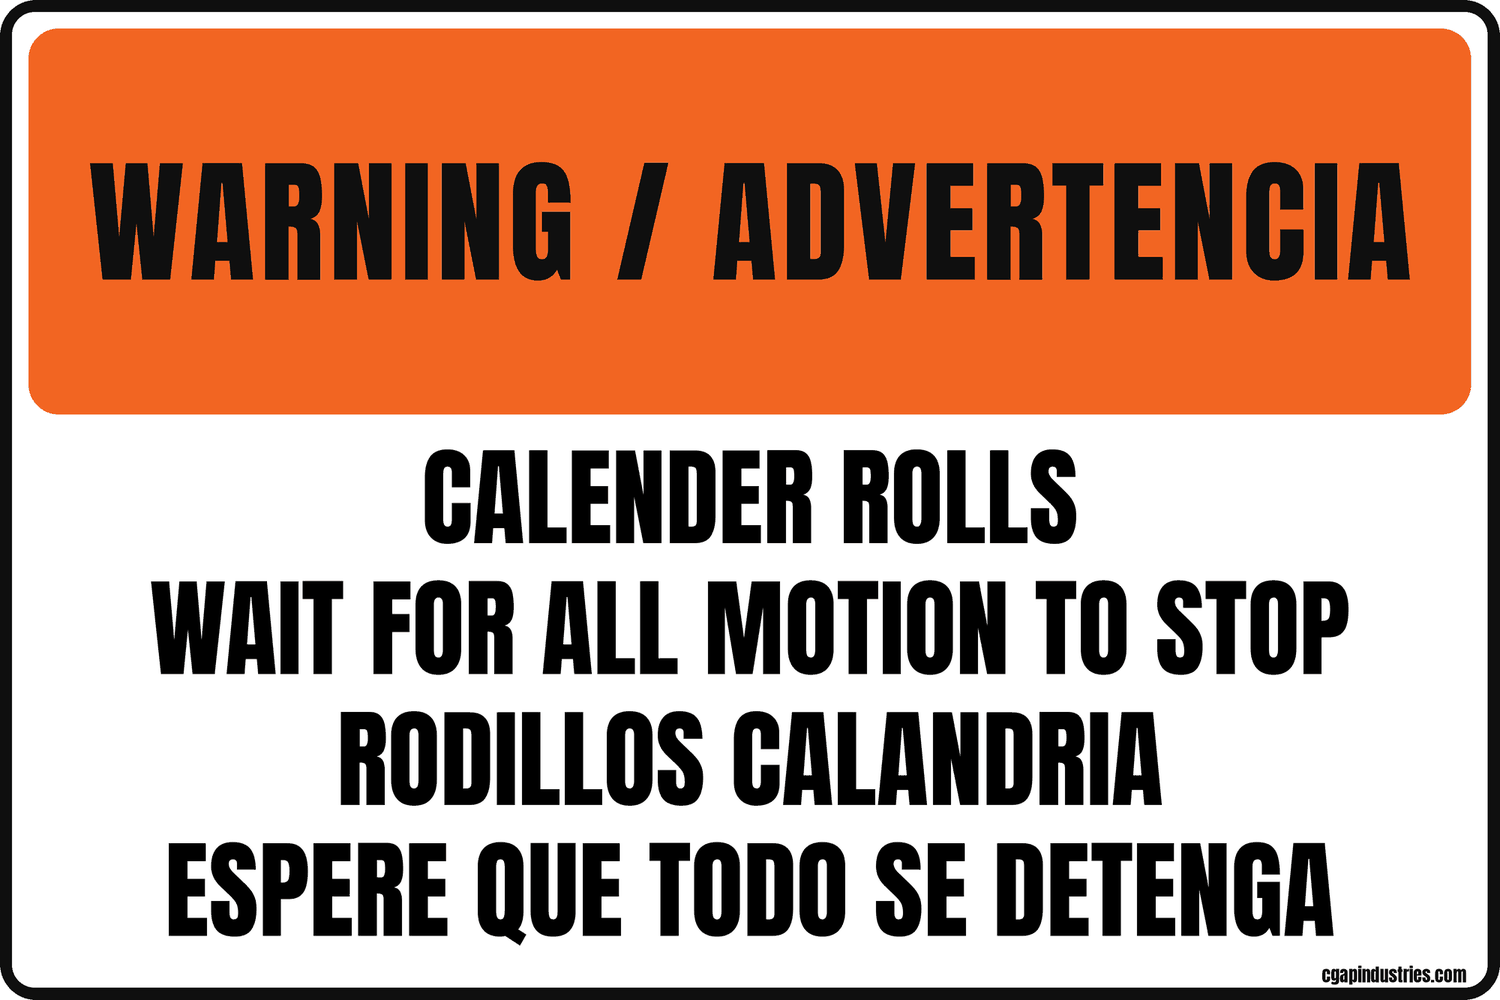 WARNING / ADVERTENCIA
CALENDER ROLLS
WAIT FOR ALL MOTION TO STOP
RODILLOS CALANDRIA
ESPERE QUE TODO SE DETENGA
cgapindustries.com